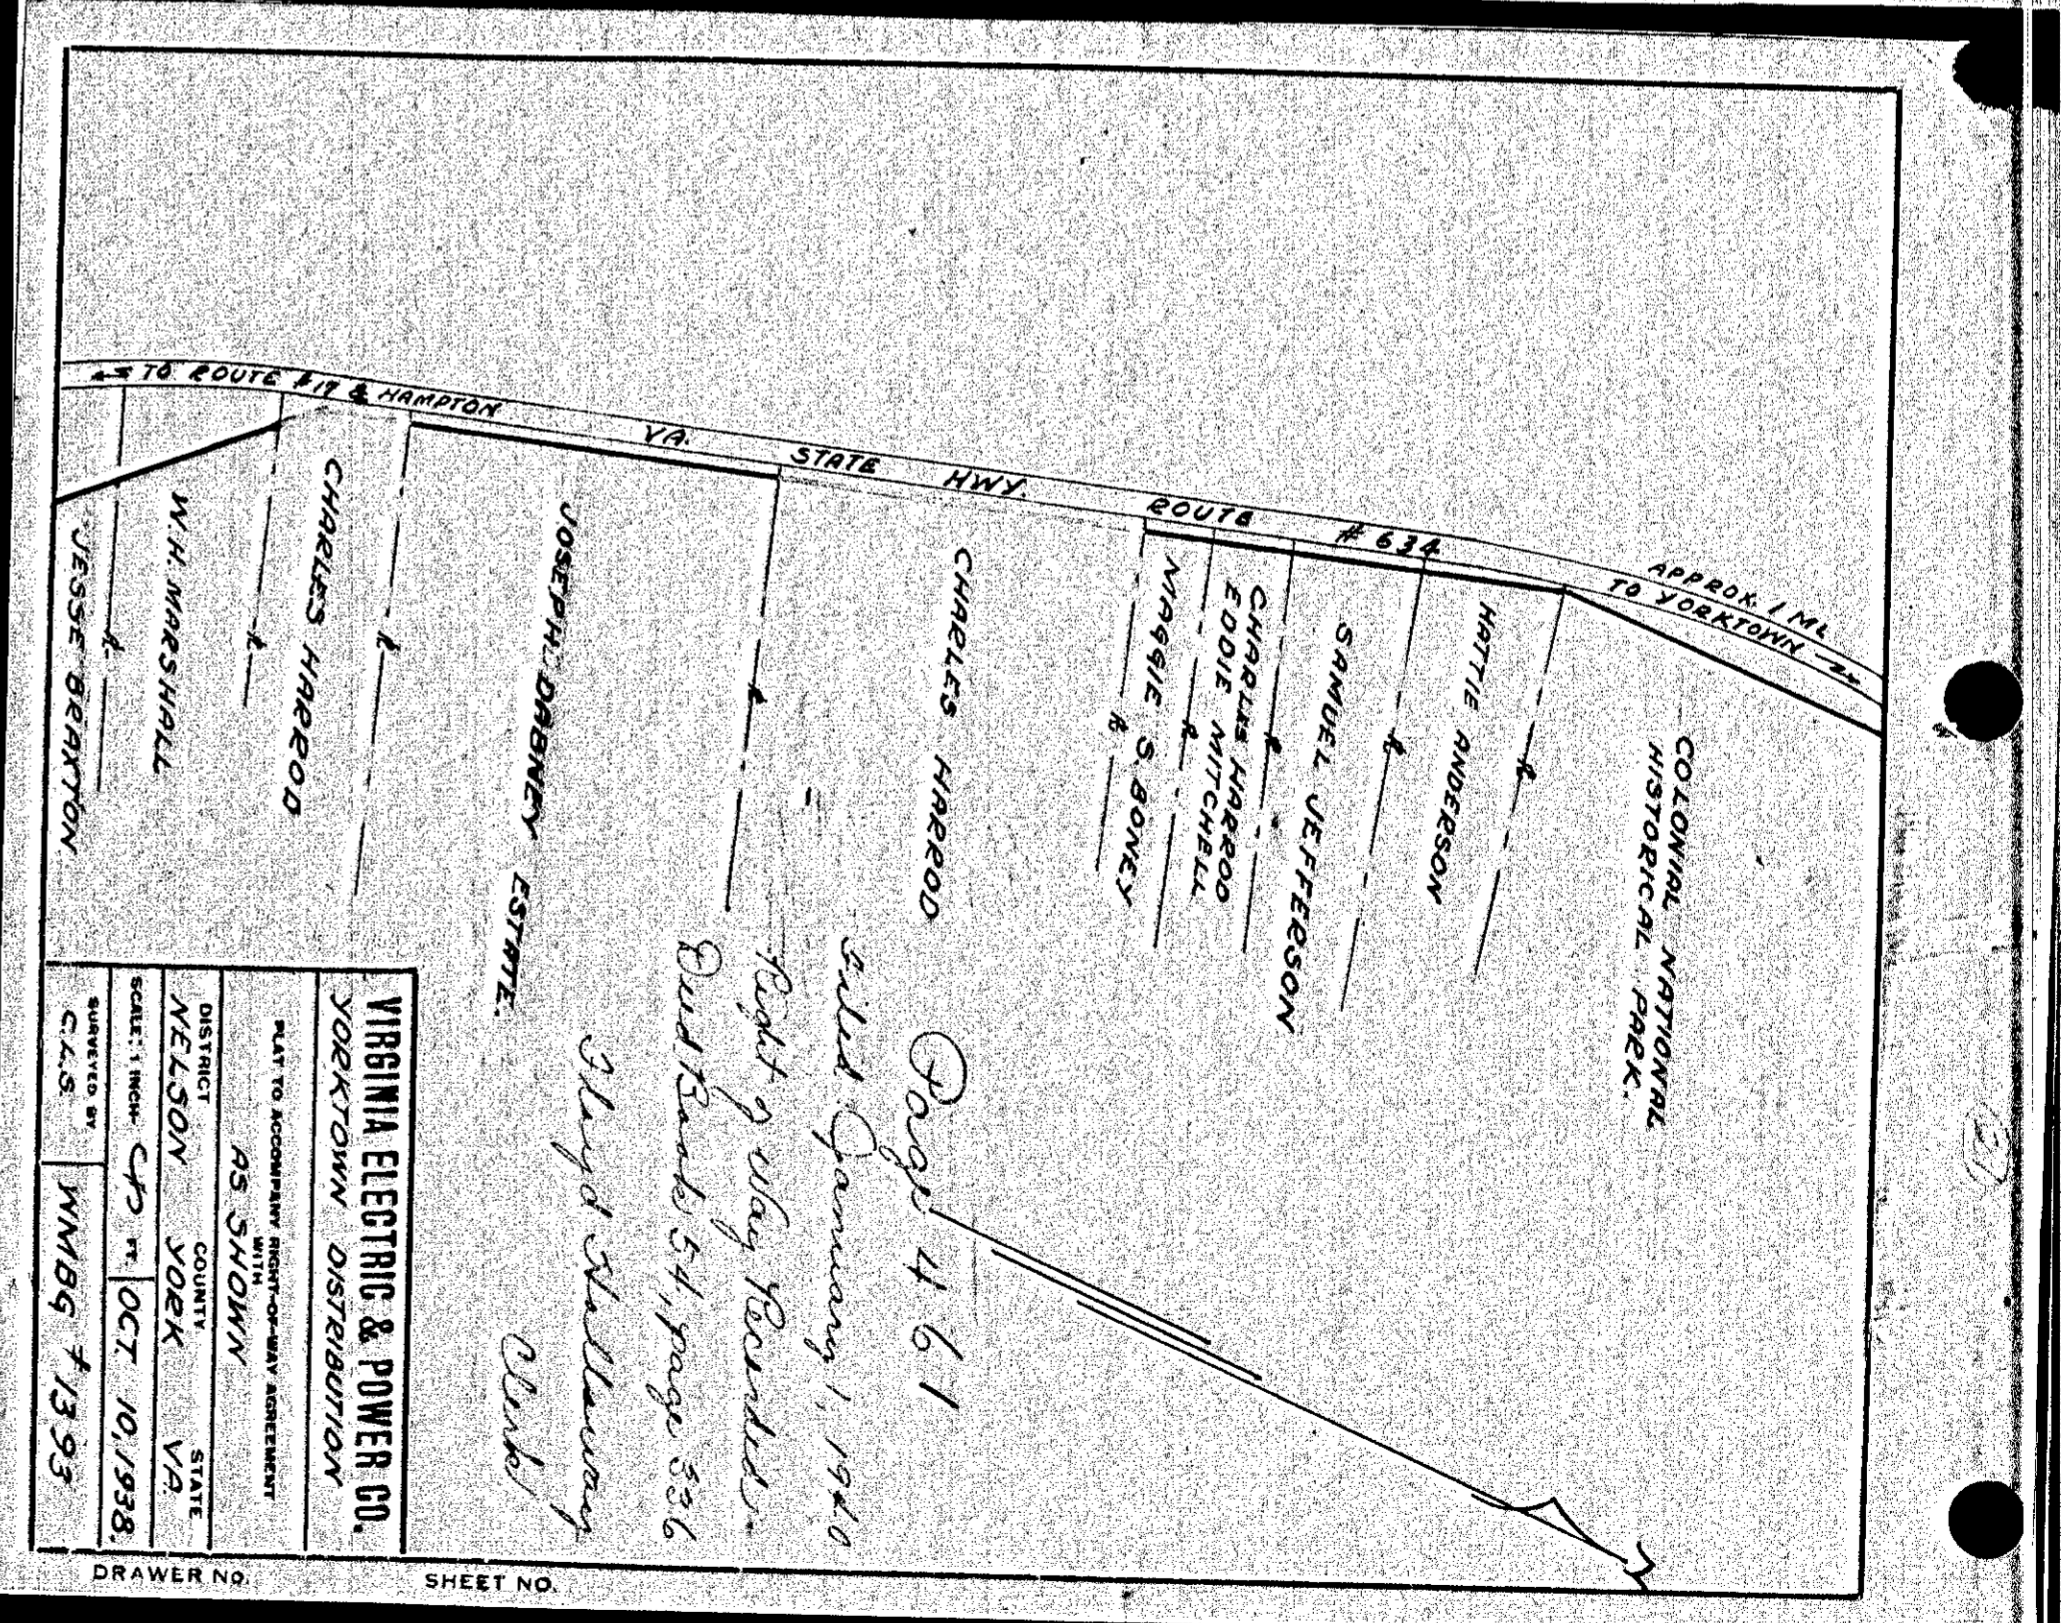 ← TO ROUTE #17 & HAMPTON
VA. STATE HWY. ROUTE # 634
APPROX. 1 MI.
TO YORKTOWN →
COLONIAL NATIONAL
HISTORICAL PARK.
HATTIE ANDERSON
SAMUEL JEFFERSON
CHARLES HARROD
EDDIE MITCHELL
MAGGIE S. BONEY
CHARLES HARROD
JOSEPH DABNEY ESTATE.
CHARLES HARROD
W.H. MARSHALL
JESSE BRAXTON
Page 461
Filed January 1, 1940
Right of Way Recorded
Deed Book 54, page 336
Floyd Holloway
Clerk
VIRGINIA ELECTRIC & POWER CO.
YORKTOWN DISTRIBUTION
PLAT TO ACCOMPANY RIGHT-OF-WAY AGREEMENT
WITH
AS SHOWN
DISTRICT COUNTY STATE
NELSON YORK VA.
SCALE: 1 INCH FT. OCT. 10, 1938.
SURVEYED BY
C.L.S. WMBG # 1393
DRAWER NO. SHEET NO.